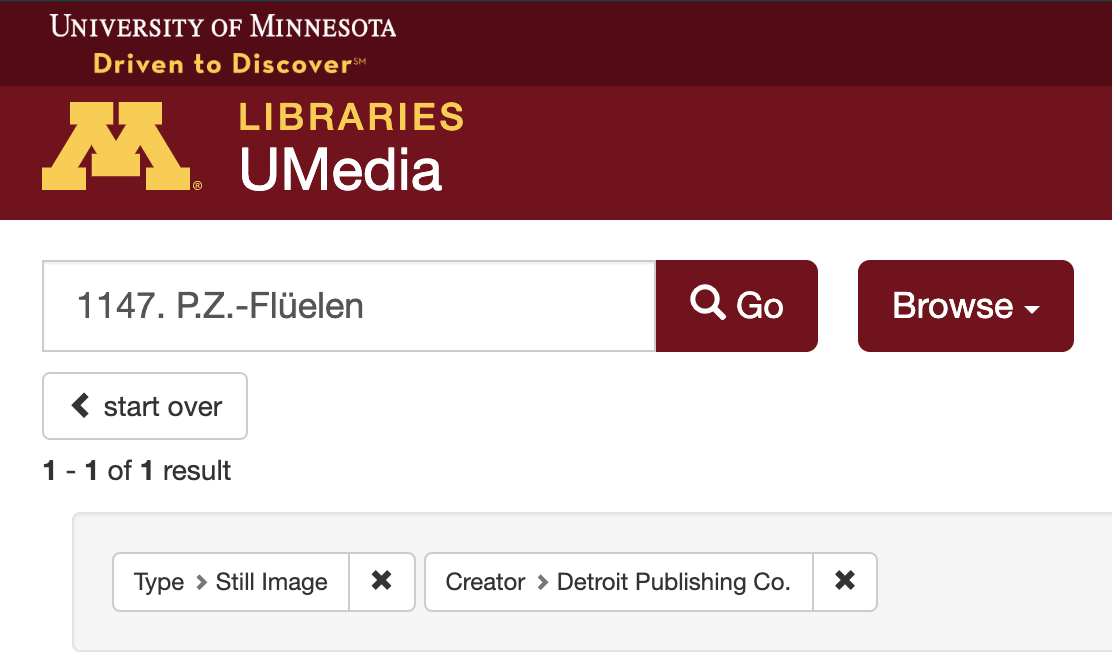 UNIVERSITY OF MINNESOTA
Driven to Discover℠
M®
LIBRARIES
UMedia
1147. P.Z.-Flüelen
Go
Browse
start over
1 - 1 of 1 result
Type > Still Image ✖ Creator > Detroit Publishing Co. ✖